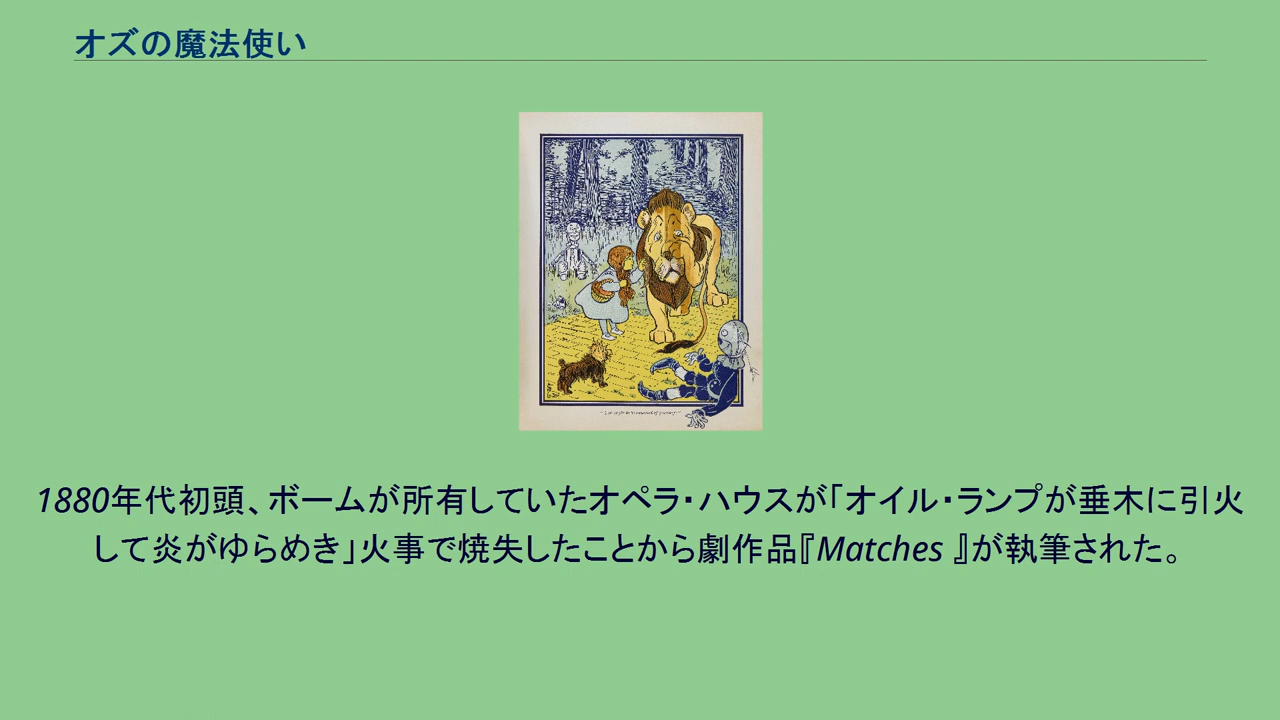 オズの魔法使い
1880年代初頭、ボームが所有していたオペラ・ハウスが「オイル・ランプが垂木に引火
して炎がゆらめき」火事で焼失したことから劇作品『Matches 』が執筆された。